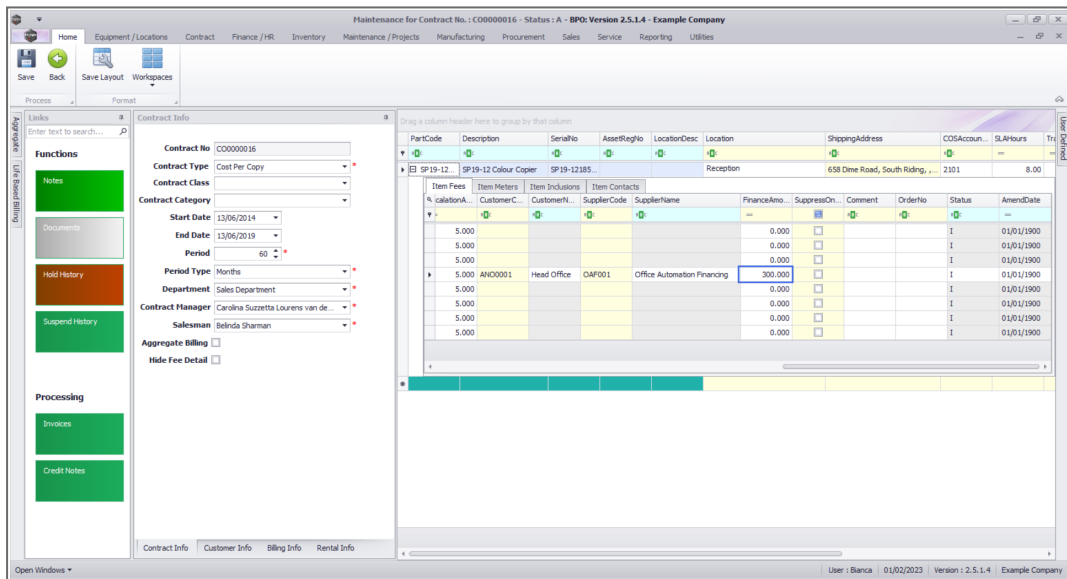 Maintenance for Contract No. : CO0000016 - Status : A - BPO: Version 2.5.1.4 - Example Company
Home Equipment / Locations Contract Finance / HR Inventory Maintenance / Projects Manufacturing Procurement Sales Service Reporting Utilities
Save Back Save Layout Workspaces
Process Format
Aggregate
Life Based Billing
Links
Enter text to search...
Functions
Notes
Documents
Hold History
Suspend History
Processing
Invoices
Credit Notes
Contract Info
Contract No CO0000016
Contract Type Cost Per Copy *
Contract Class
Contract Category
Start Date 13/06/2014
End Date 13/06/2019
Period 60 *
Period Type Months *
Department Sales Department *
Contract Manager Carolina Suzzetta Lourens van de... *
Salesman Belinda Sharman *
Aggregate Billing
Hide Fee Detail
Contract Info Customer Info Billing Info Rental Info
Drag a column header here to group by that column
PartCode Description SerialNo AssetRegNo LocationDesc Location ShippingAddress COSAccoun... SLAHours Tra
SP19-12... SP19-12 Colour Copier SP19-12185... Reception 658 Dime Road, South Riding, ,... 2101 8.00
Item Fees Item Meters Item Inclusions Item Contacts
calationA... CustomerC... CustomerN... SupplierCode SupplierName FinanceAmo... SuppressOn... Comment OrderNo Status AmendDate
5.000 0.000 I 01/01/1900
5.000 0.000 I 01/01/1900
5.000 0.000 I 01/01/1900
5.000 ANO0001 Head Office OAF001 Office Automation Financing 300.000 I 01/01/1900
5.000 0.000 I 01/01/1900
5.000 0.000 I 01/01/1900
5.000 0.000 I 01/01/1900
5.000 0.000 I 01/01/1900
User Defined
Open Windows User : Bianca 01/02/2023 Version : 2.5.1.4 Example Company